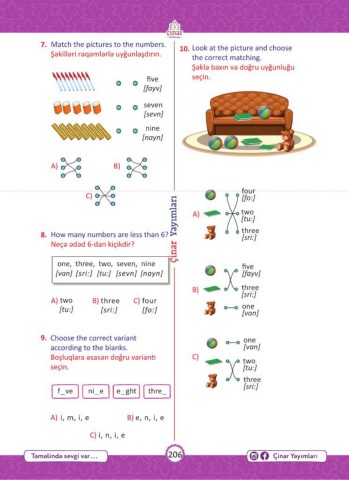 çinar
7. Match the pictures to the numbers.
Şəkilləri rəqəmlərlə uyğunlaşdırın.
five
[fayv]
seven
[sevn]
nine
[nayn]
A)
B)
C)
8. How many numbers are less than 6?
Neçə ədəd 6-dan kiçikdir?
one, three, two, seven, nine
[van] [sri:] [tu:] [sevn] [nayn]
A) two B) three C) four
[tu:] [sri:] [fo:]
9. Choose the correct variant
according to the blanks.
Boşluqlara əsasən doğru variantı
seçin.
f_ve ni_e e_ght thre_
A) i, m, i, e B) e, n, i, e
C) i, n, i, e
Çinar Yayımları
10. Look at the picture and choose
the correct matching.
Şəklə baxın və doğru uyğunluğu
seçin.
four
[fo:]
A) two
[tu:]
three
[sri:]
five
[fayv]
B) three
[sri:]
one
[van]
one
[van]
C) two
[tu:]
three
[sri:]
Təməlində sevgi var...
206
Çinar Yayımları